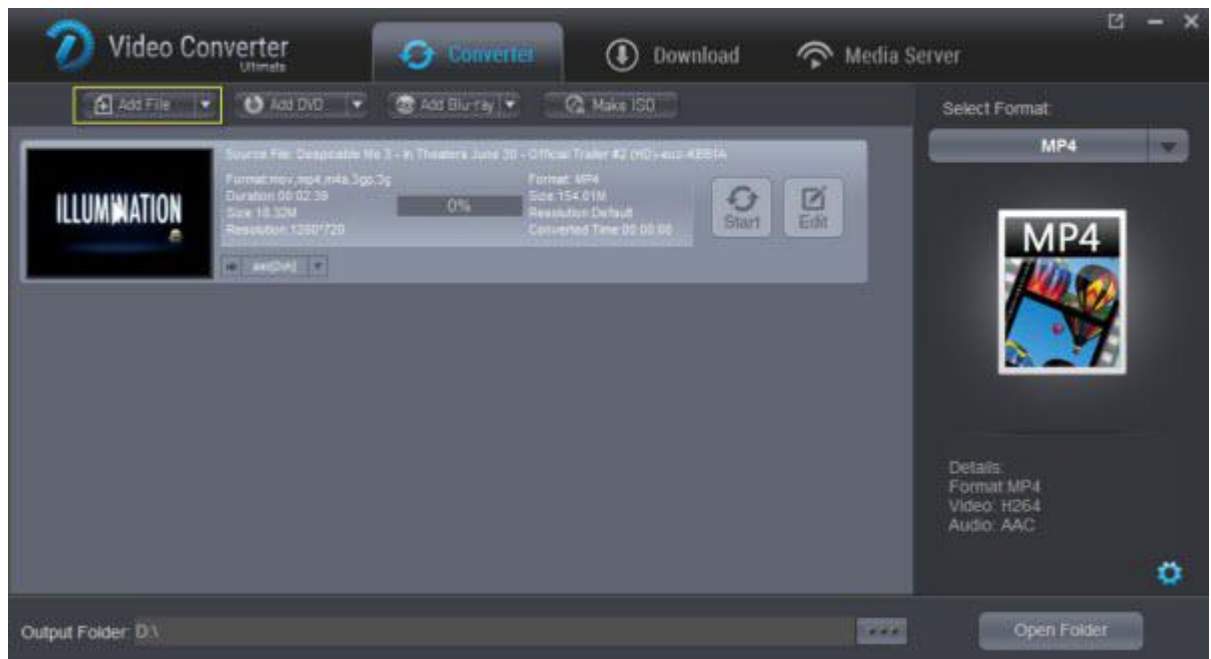 Video Converter
Ultimate
Converter
Download
Media Server
Add File
Add DVD
Add Blu-ray
Make ISO
Select Format:
MP4
Source File: Despicable Me 3 - In Theaters June 30 - Official Trailer #2 (HD)-euz-KBBfA
Format:mov,mp4,m4a,3gp,3g
Duration:00:02:39
Size:18.32M
Resolution:1280*720
0%
Format: MP4
Size:154.01M
Resolution:Default
Converted Time:00:00:00
Start
Edit
ILLUMINATION
MP4
Details:
Format:MP4
Video: H264
Audio: AAC
Output Folder: D:\
Open Folder